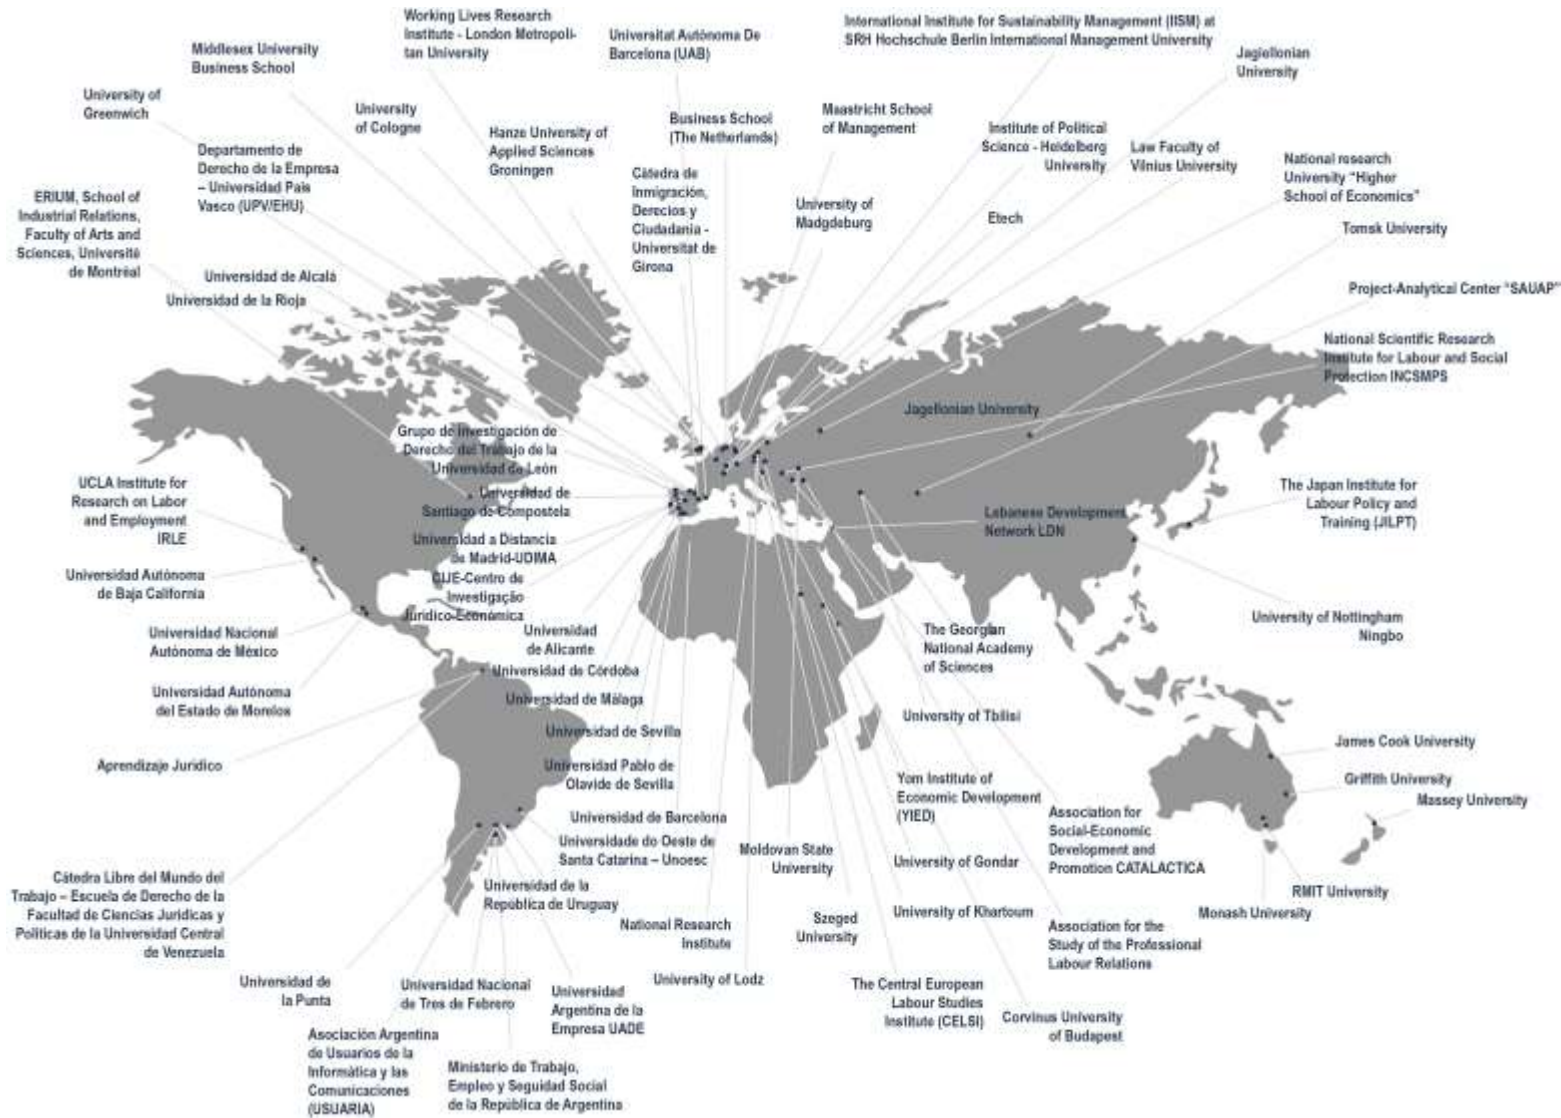 Working Lives Research
Institute - London Metropoli-
tan University
Universitat Autónoma De
Barcelona (UAB)
International Institute for Sustainability Management (IISM) at
SRH Hochschule Berlin International Management University
Middlesex University
Business School
Jagiellonian
University
University of
Greenwich
University
of Cologne
Hanze University of
Applied Sciences
Groningen
Business School
(The Netherlands)
Maastricht School
of Management
Institute of Political
Science - Heidelberg
University
Law Faculty of
Vilnius University
National research
University "Higher
School of Economics"
Departamento de
Derecho de la Empresa
– Universidad Pais
Vasco (UPV/EHU)
Cátedra de
Inmigración,
Derecios y
Ciudadania -
Universitat de
Girona
University of
Madgdeburg
Etech
Tomsk University
ERIUM, School of
Industrial Relations,
Faculty of Arts and
Sciences, Université
de Montréal
Universidad de Alcalá
Universidad de la Rioja
Project-Analytical Center "SAUAP"
National Scientific Research
Institute for Labour and Social
Protection INCSMPS
Jagellonian University
Grupo de Investigación de
Derecho del Trabajo de la
Universidad de León
UCLA Institute for
Research on Labor
and Employment
IRLE
Universidad de
Santiago de Compostela
The Japan Institute for
Labour Policy and
Training (JILPT)
Lebanese Development
Network LDN
Universidad a Distancia
de Madrid-UDIMA
Universidad Autónoma
de Baja California
CIJE-Centro de
Investigação
Jurídico-Económica
Universidad Nacional
Autónoma de México
Universidad
de Alicante
The Georgian
National Academy
of Sciences
University of Nottingham
Ningbo
Universidad de Córdoba
Universidad Autónoma
del Estado de Morelos
Universidad de Málaga
University of Tbilisi
Universidad de Sevilla
James Cook University
Aprendizaje Jurídico
Universidad Pablo de
Olavide de Sevilla
Yom Institute of
Economic Development
(YIED)
Griffith University
Massey University
Universidad de Barcelona
Association for
Social-Economic
Development and
Promotion CATALACTICA
Universidade do Oeste de
Santa Catarina – Unoesc
Moldovan State
University
University of Gondar
Cátedra Libre del Mundo del
Trabajo – Escuela de Derecho de la
Facultad de Ciencias Jurídicas y
Políticas de la Universidad Central
de Venezuela
Universidad de la
República de Uruguay
RMIT University
Monash University
National Research
Institute
Szeged
University
University of Khartoum
Association for the
Study of the Professional
Labour Relations
Universidad de
la Punta
Universidad Nacional
de Tres de Febrero
Universidad
Argentina de la
Empresa UADE
University of Lodz
The Central European
Labour Studies
Institute (CELSI)
Corvinus University
of Budapest
Asociación Argentina
de Usuarios de la
Informática y las
Comunicaciones
(USUARIA)
Ministerio de Trabajo,
Empleo y Seguidad Social
de la República de Argentina